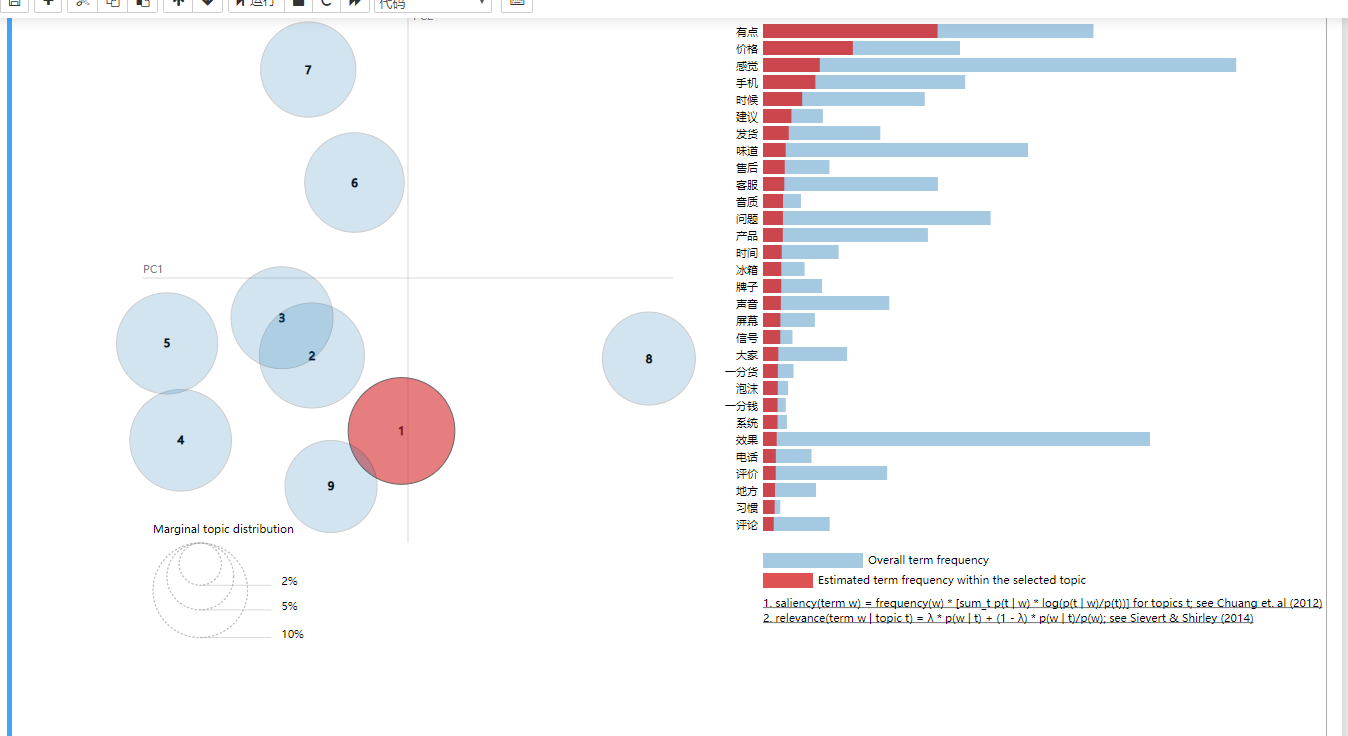 运行
代码
PC2
7
6
PC1
3
5
2
8
1
4
9
Marginal topic distribution
2%
5%
10%
有点
价格
感觉
手机
时候
建议
发货
味道
售后
客服
音质
问题
产品
时间
冰箱
牌子
声音
屏幕
信号
大家
一分货
泡沫
一分钱
系统
效果
电话
评价
地方
习惯
评论
Overall term frequency
Estimated term frequency within the selected topic
1. saliency(term w) = frequency(w) * [sum_t p(t | w) * log(p(t | w)/p(t))] for topics t; see Chuang et. al (2012)
2. relevance(term w | topic t) = λ * p(w | t) + (1 - λ) * p(w | t)/p(w); see Sievert & Shirley (2014)